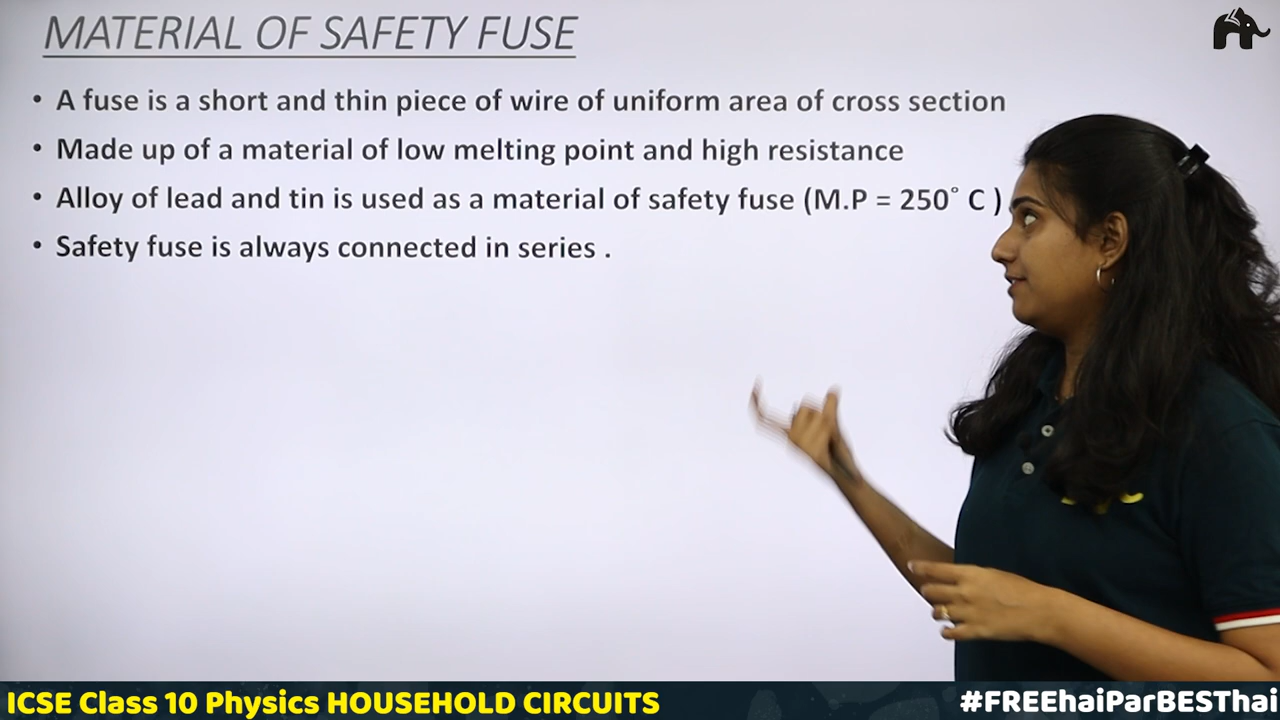 MATERIAL OF SAFETY FUSE
• A fuse is a short and thin piece of wire of uniform area of cross section
• Made up of a material of low melting point and high resistance
• Alloy of lead and tin is used as a material of safety fuse (M.P = 250° C )
• Safety fuse is always connected in series .
ICSE Class 10 Physics HOUSEHOLD CIRCUITS
#FREEhaiParBESThai